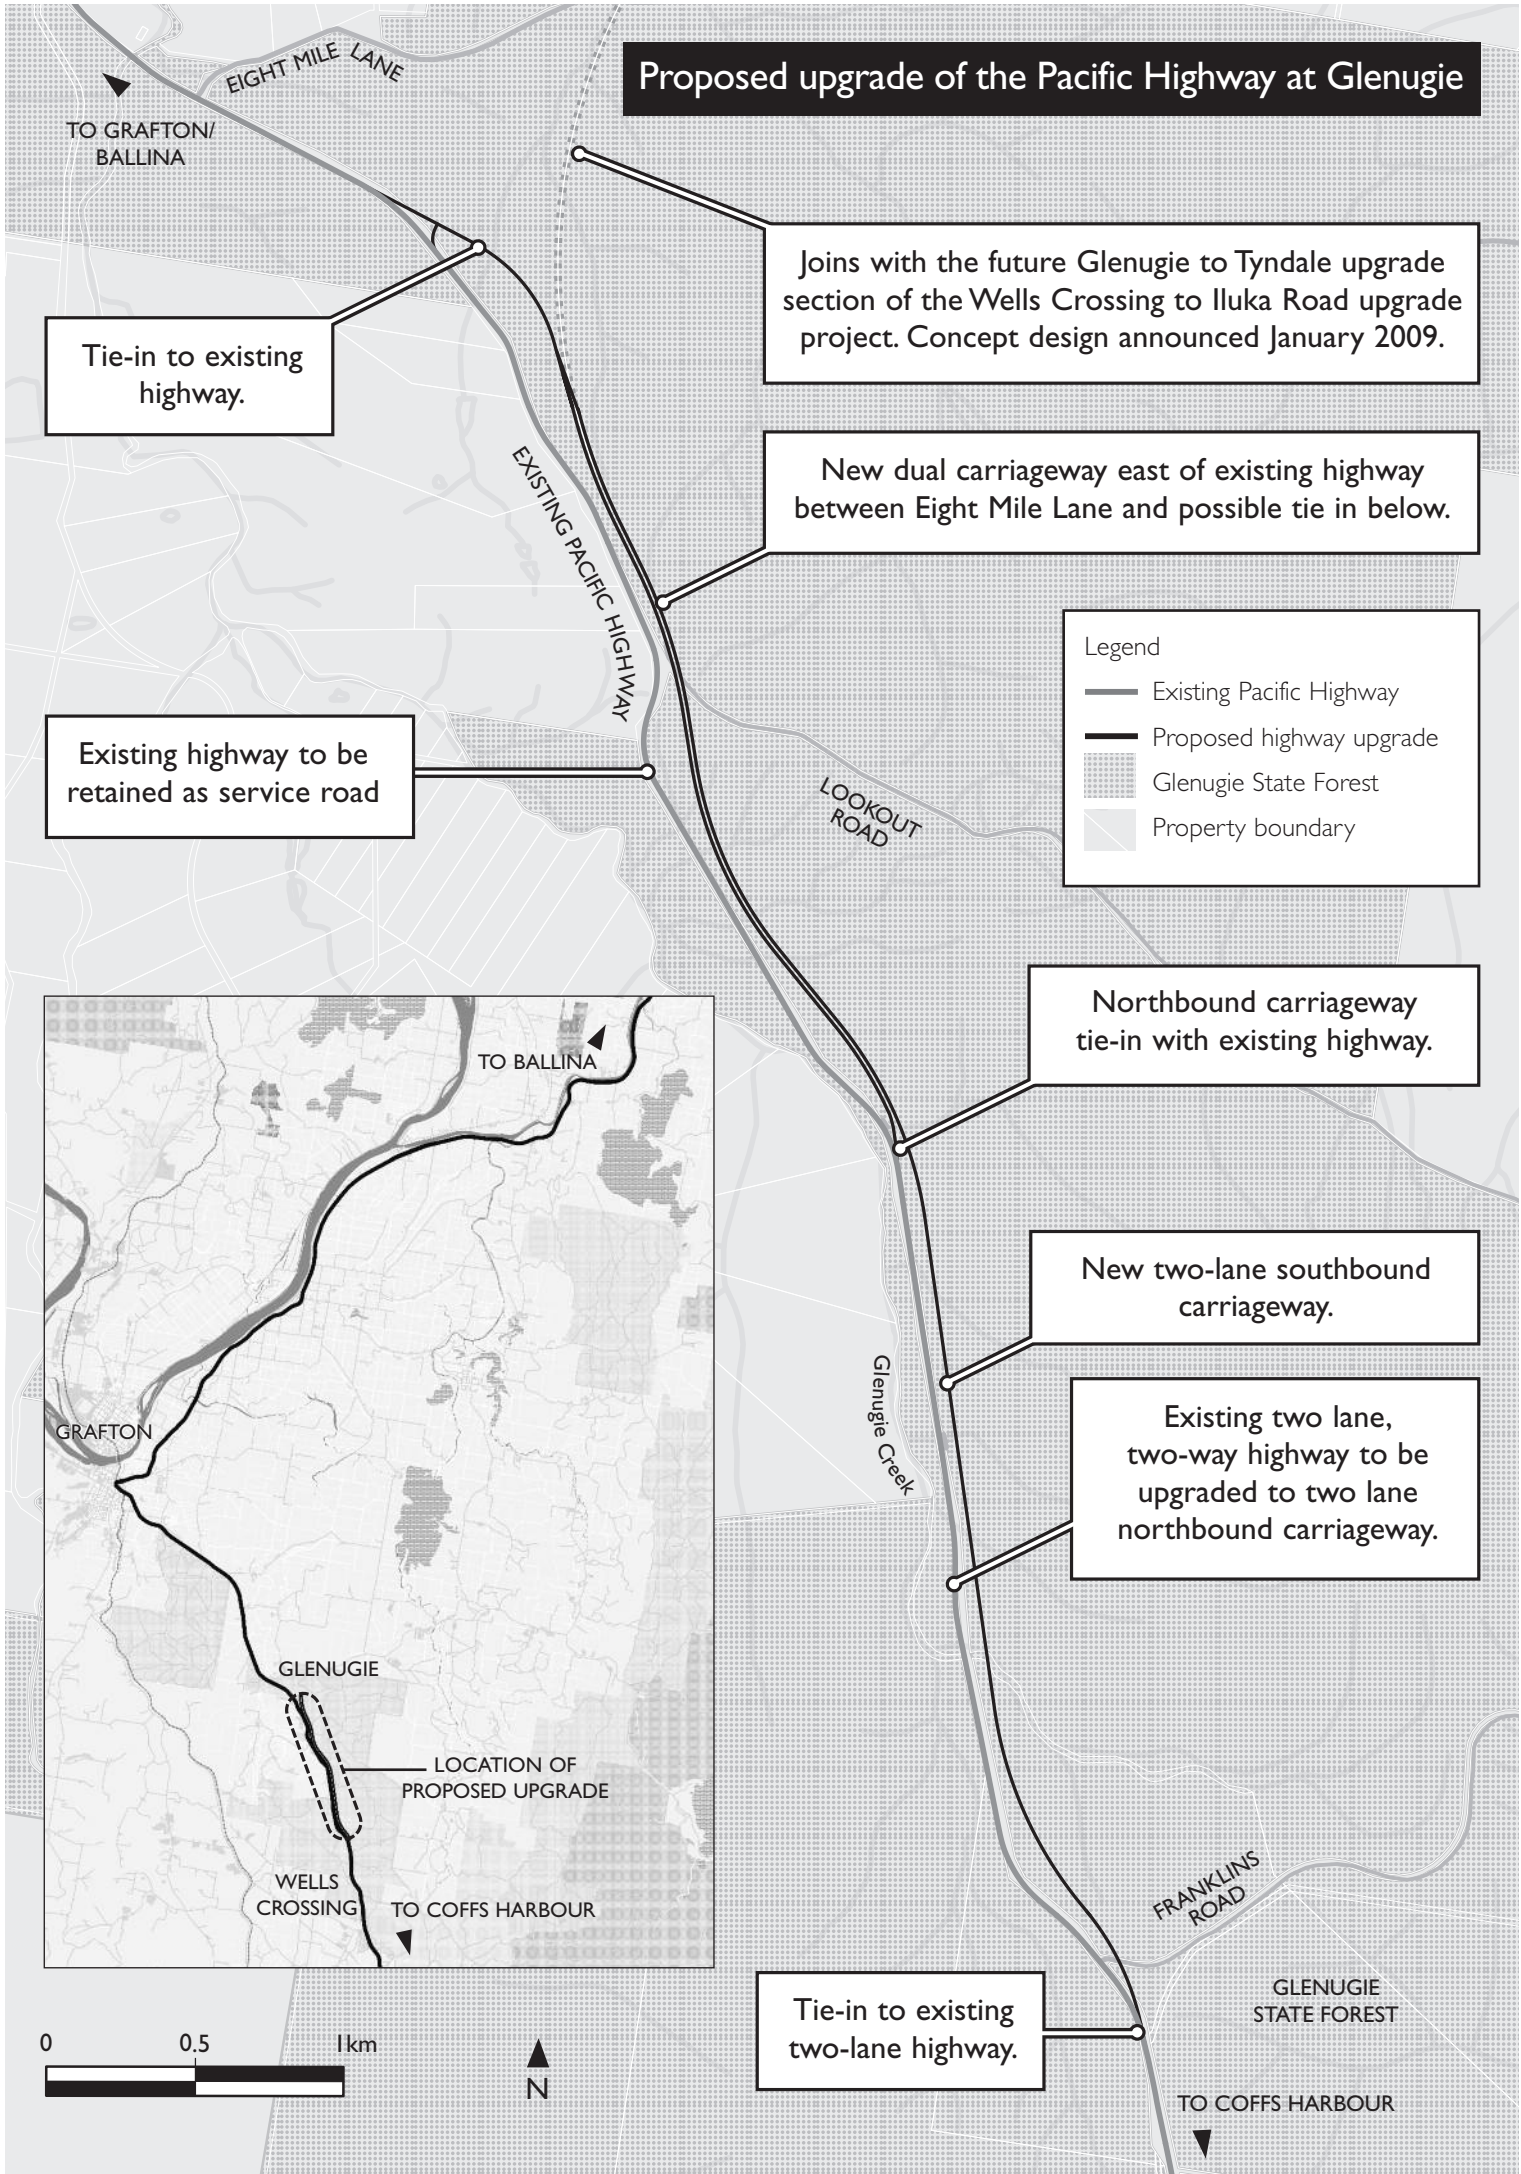 Proposed upgrade of the Pacific Highway at Glenugie
EIGHT MILE LANE
TO GRAFTON/
BALLINA
Joins with the future Glenugie to Tyndale upgrade
section of the Wells Crossing to Iluka Road upgrade
project. Concept design announced January 2009.
Tie-in to existing
highway.
New dual carriageway east of existing highway
between Eight Mile Lane and possible tie in below.
EXISTING PACIFIC HIGHWAY
Legend
Existing Pacific Highway
Proposed highway upgrade
Glenugie State Forest
Property boundary
Existing highway to be
retained as service road
LOOKOUT
ROAD
Northbound carriageway
tie-in with existing highway.
New two-lane southbound
carriageway.
Glenugie Creek
Existing two lane,
two-way highway to be
upgraded to two lane
northbound carriageway.
TO BALLINA
GRAFTON
GLENUGIE
LOCATION OF
PROPOSED UPGRADE
WELLS
CROSSING
TO COFFS HARBOUR
FRANKLINS
ROAD
GLENUGIE
STATE FOREST
Tie-in to existing
two-lane highway.
0 0.5 1km
N
TO COFFS HARBOUR